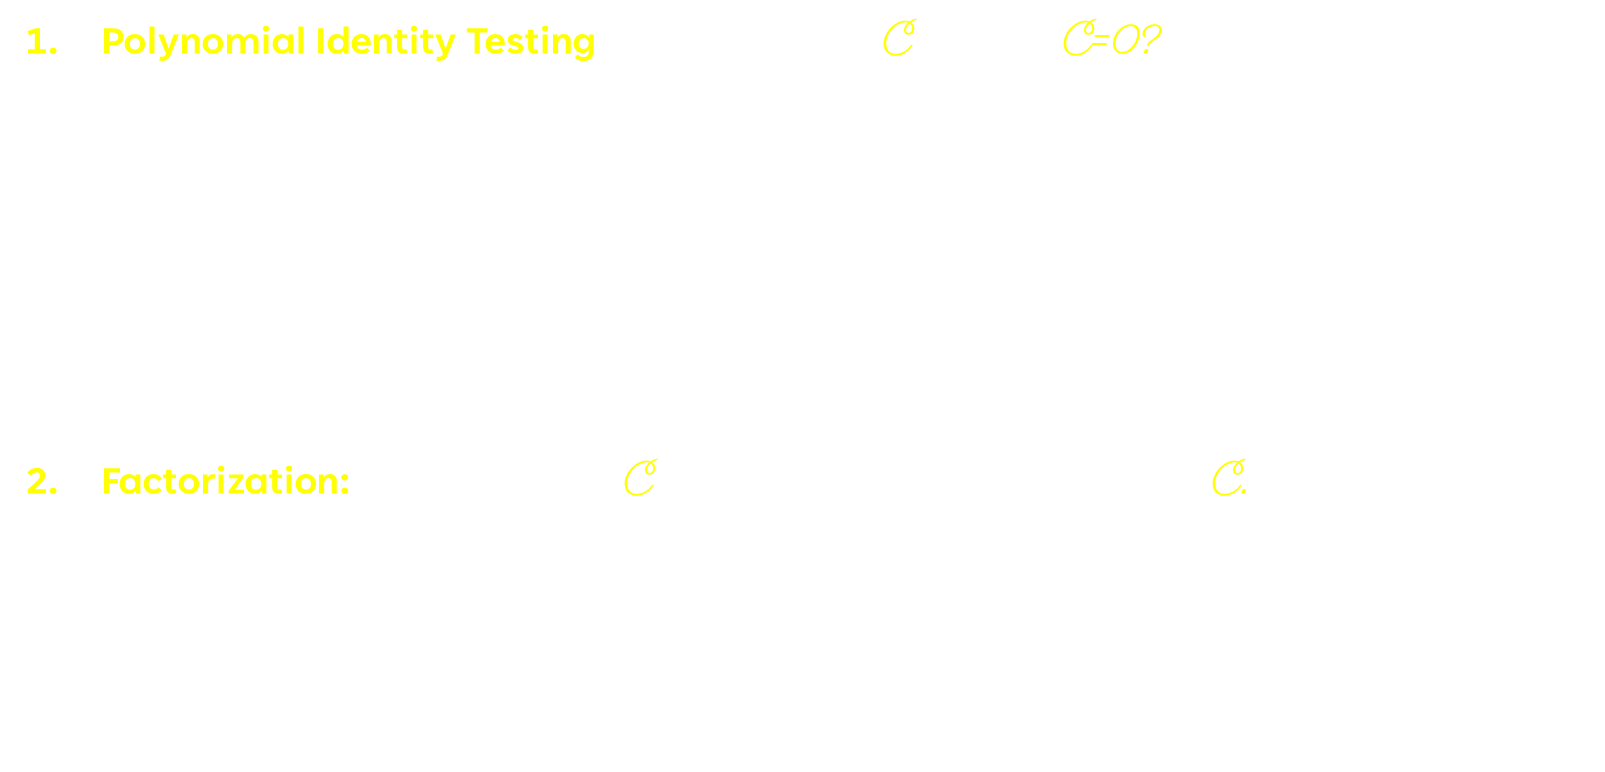 1. Polynomial Identity Testing C C=0?
2. Factorization: C C.